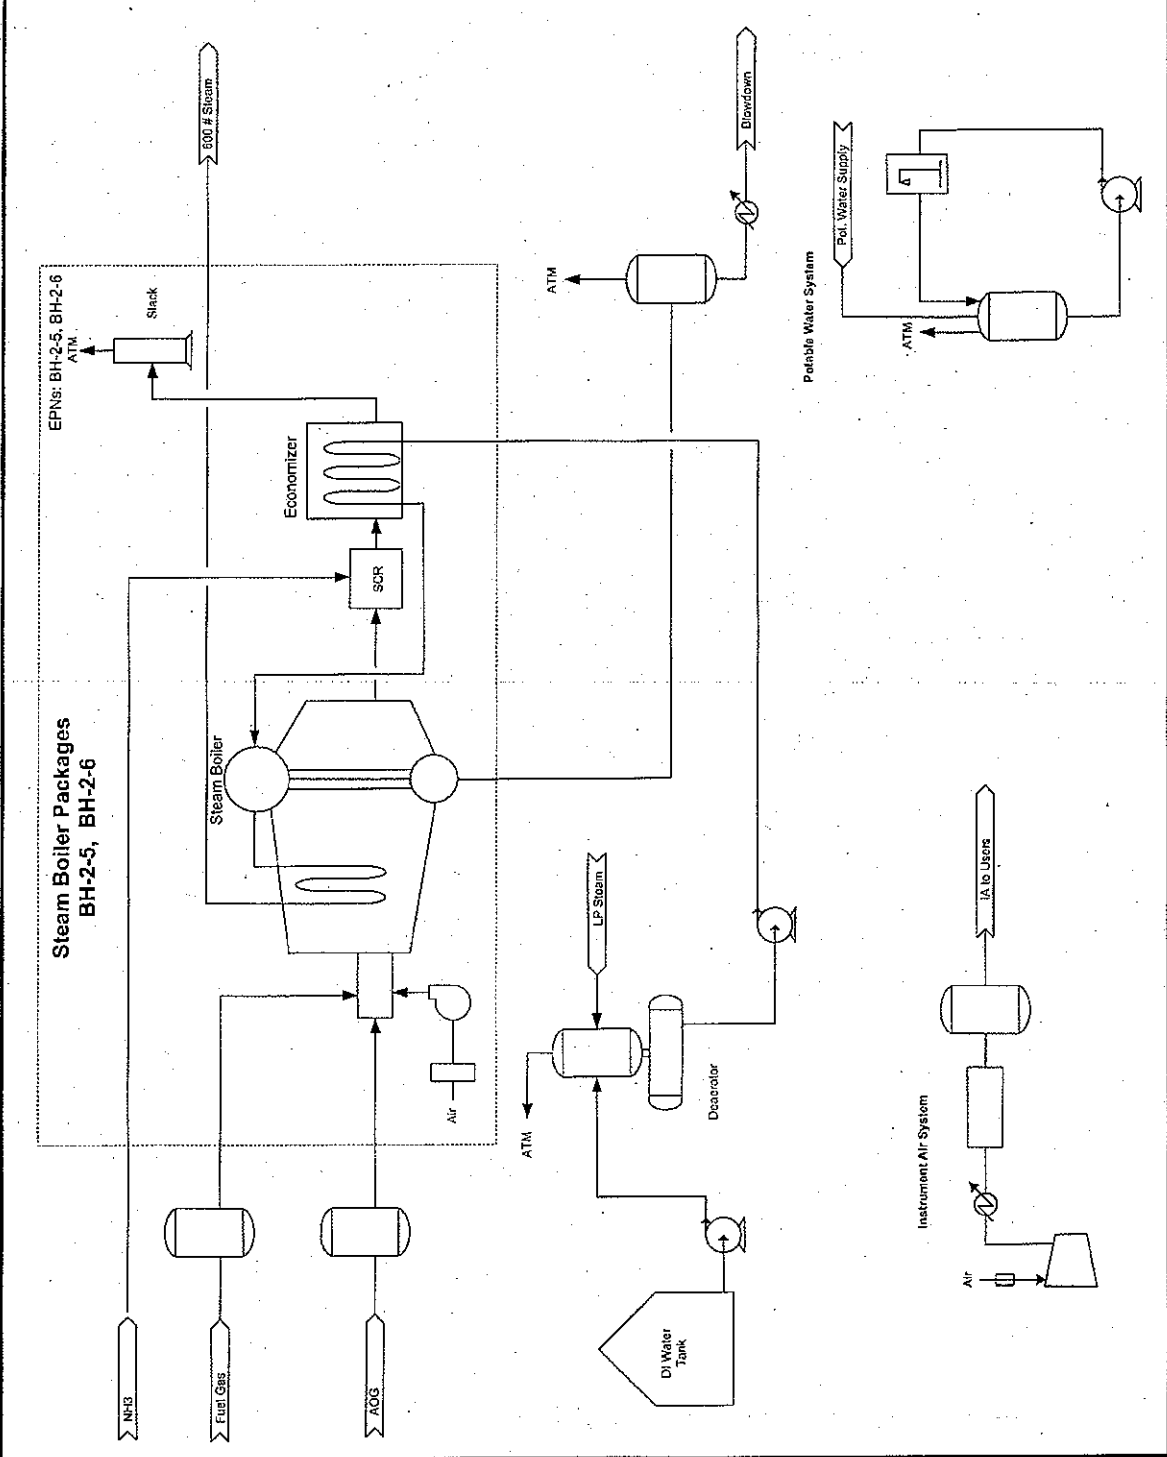 Steam Boiler Packages
BH-2-5, BH-2-6
EPNs: BH-2-5, BH-2-6
NH3
Fuel Gas
AOG
Air
Steam Boiler
SCR
Economizer
Stack
ATM
600 # Steam
DI Water
Tank
ATM
Deaerator
LP Steam
ATM
Blowdown
Instrument Air System
Air
IA to Users
Potable Water System
ATM
Pot. Water Supply